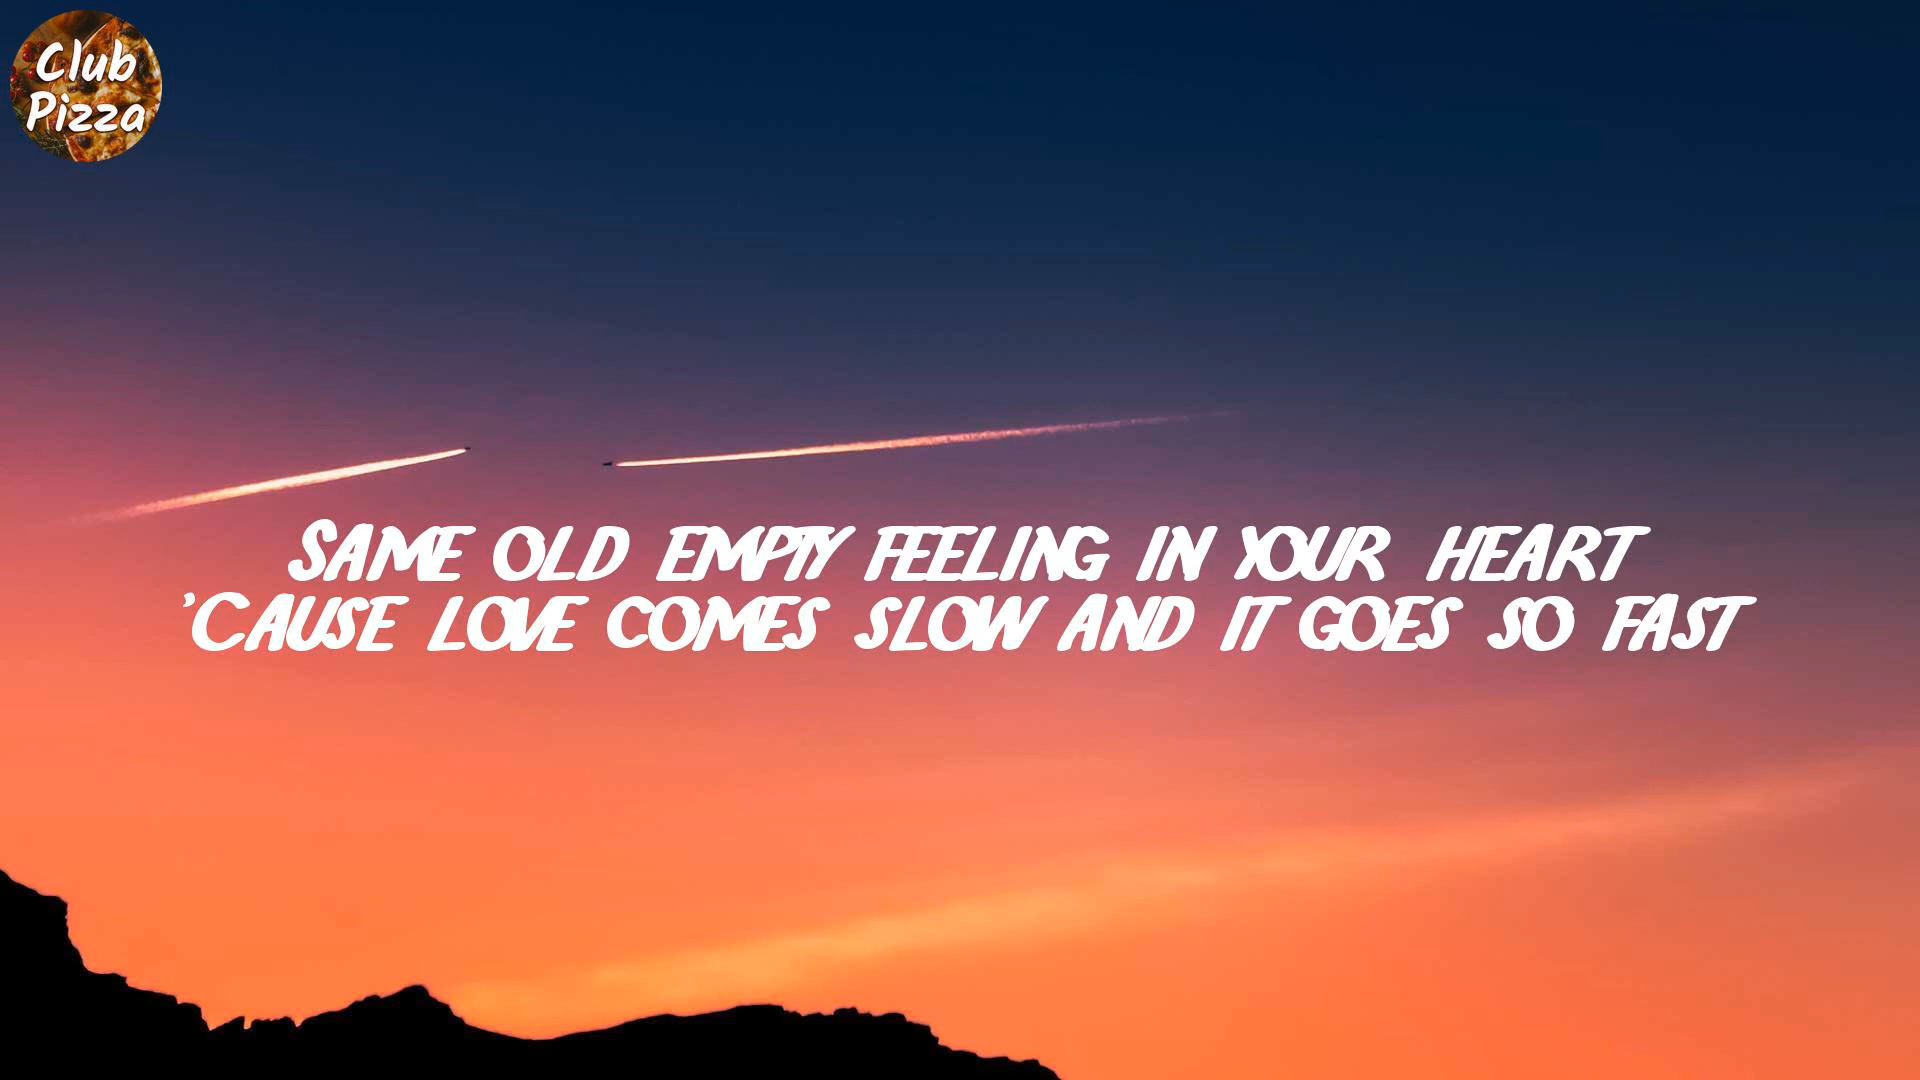 Club
Pizza
SAME OLD EMPTY FEELING IN YOUR HEART
'CAUSE LOVE COMES SLOW AND IT GOES SO FAST